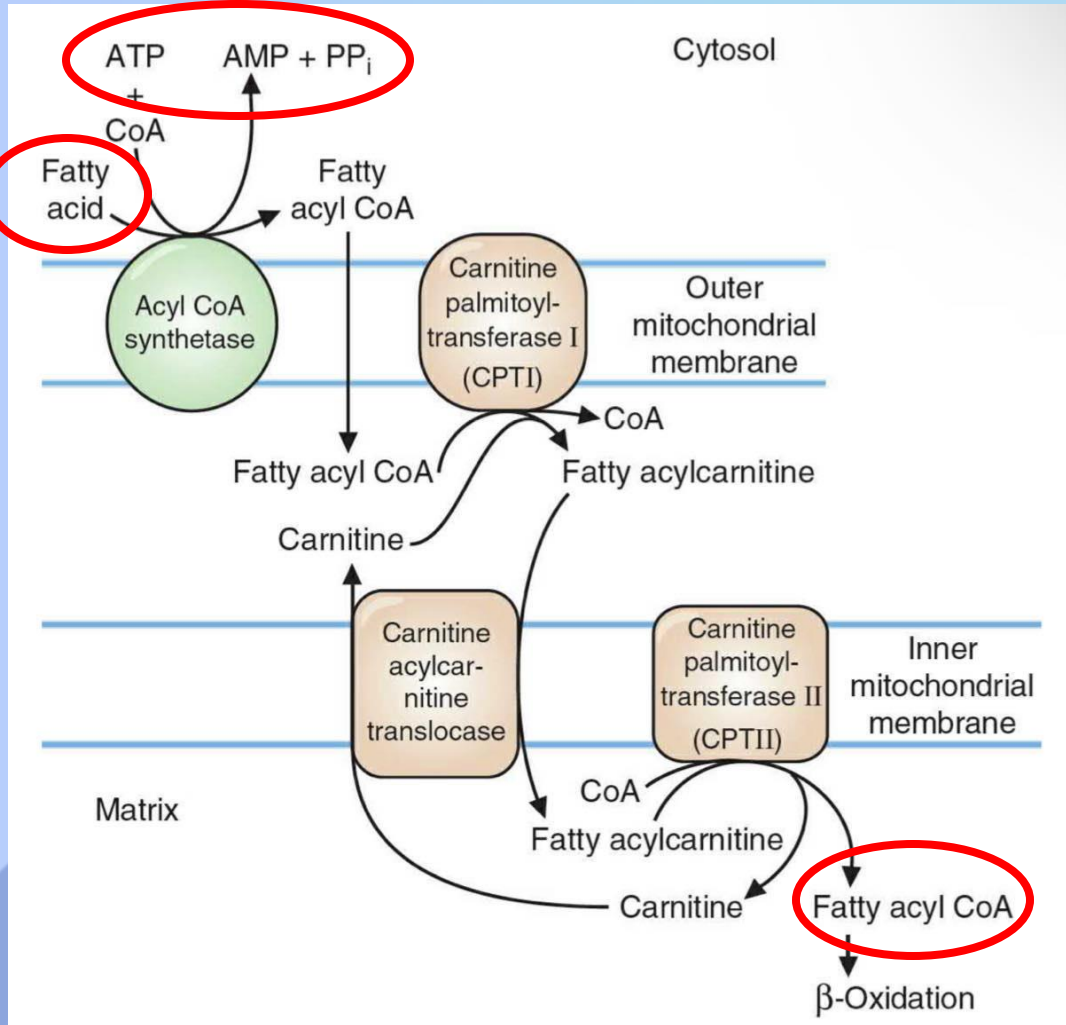 ATP AMP + PPi
+
CoA
Cytosol
Fatty
acid
Fatty
acyl CoA
Acyl CoA
synthetase
Carnitine
palmitoyl-
transferase I
(CPTI)
Outer
mitochondrial
membrane
CoA
Fatty acyl CoA
Fatty acylcarnitine
Carnitine
Carnitine
acylcar-
nitine
translocase
Carnitine
palmitoyl-
transferase II
(CPTII)
Inner
mitochondrial
membrane
Matrix
CoA
Fatty acylcarnitine
Carnitine
Fatty acyl CoA
β-Oxidation